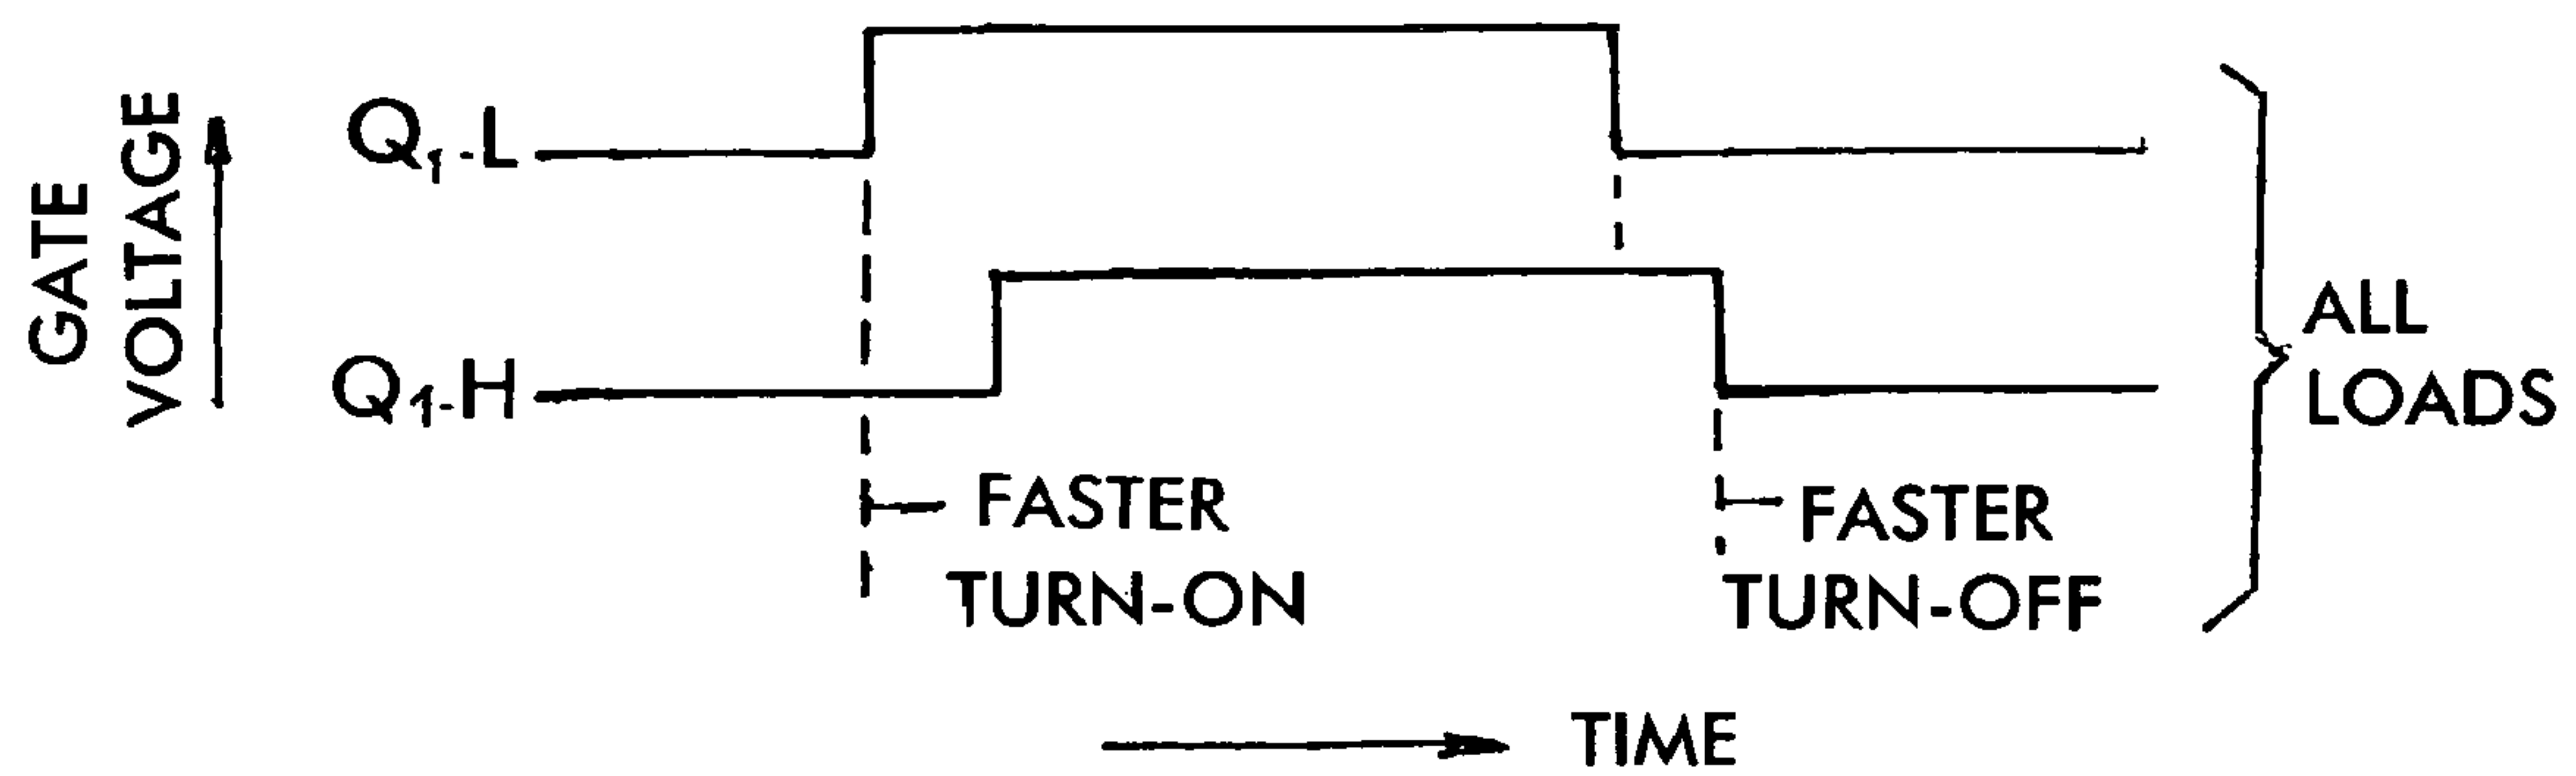 GATE
VOLTAGE
Q₁-L
Q₁-H
FASTER
TURN-ON
FASTER
TURN-OFF
ALL
LOADS
TIME